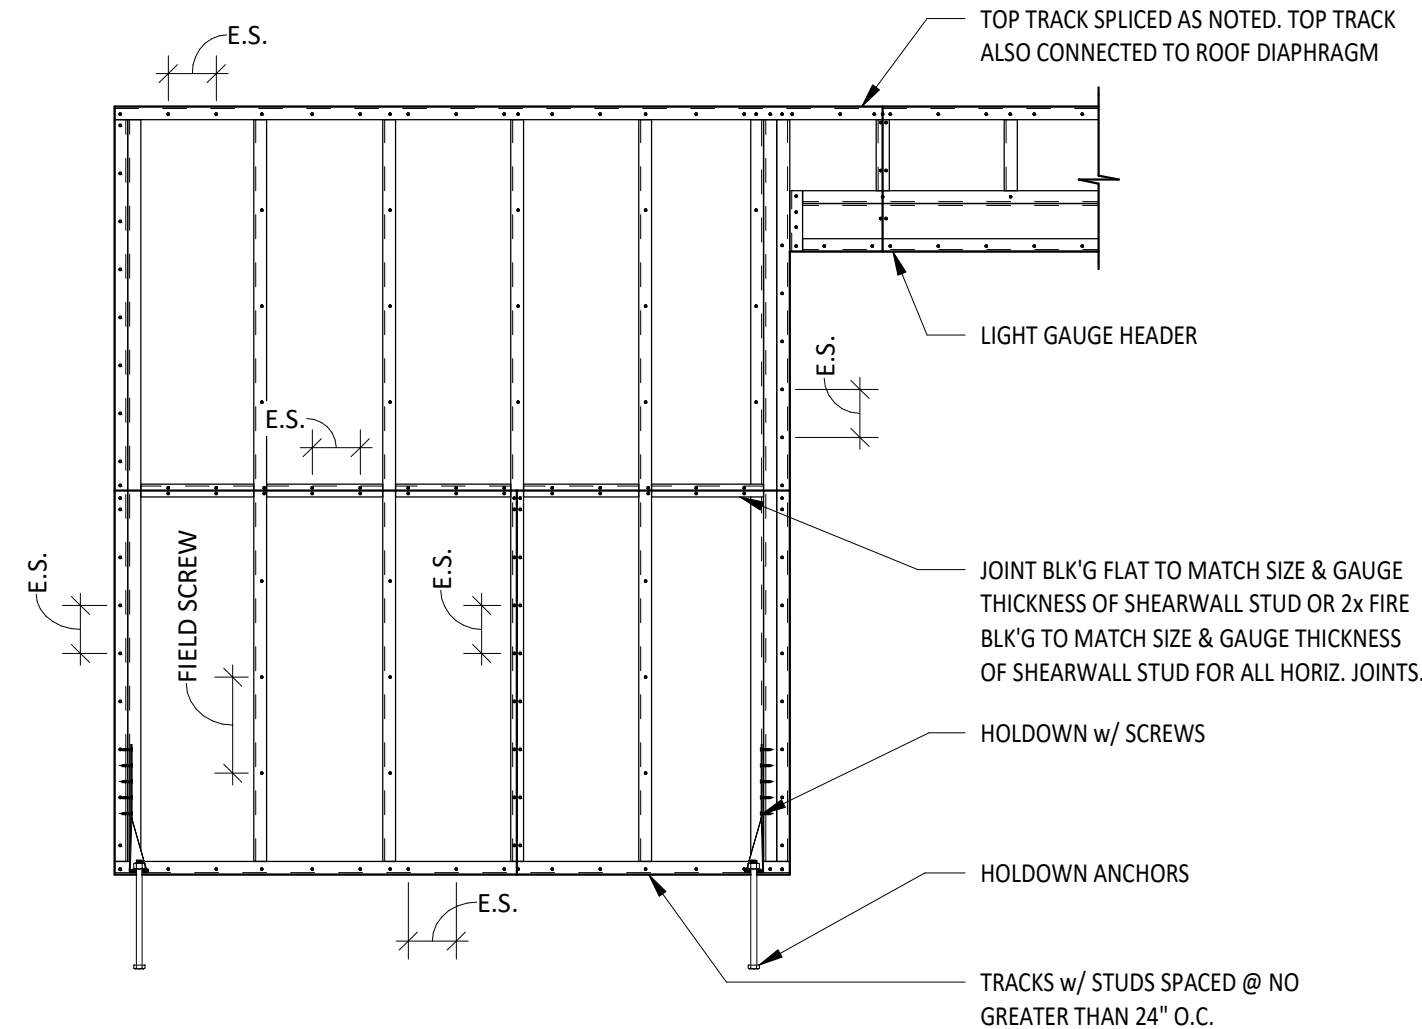 E.S.
TOP TRACK SPLICED AS NOTED. TOP TRACK
ALSO CONNECTED TO ROOF DIAPHRAGM
LIGHT GAUGE HEADER
E.S.
E.S.
E.S.
FIELD SCREW
E.S.
JOINT BLK'G FLAT TO MATCH SIZE & GAUGE
THICKNESS OF SHEARWALL STUD OR 2x FIRE
BLK'G TO MATCH SIZE & GAUGE THICKNESS
OF SHEARWALL STUD FOR ALL HORIZ. JOINTS.
HOLDOWN w/ SCREWS
HOLDOWN ANCHORS
E.S.
TRACKS w/ STUDS SPACED @ NO
GREATER THAN 24" O.C.